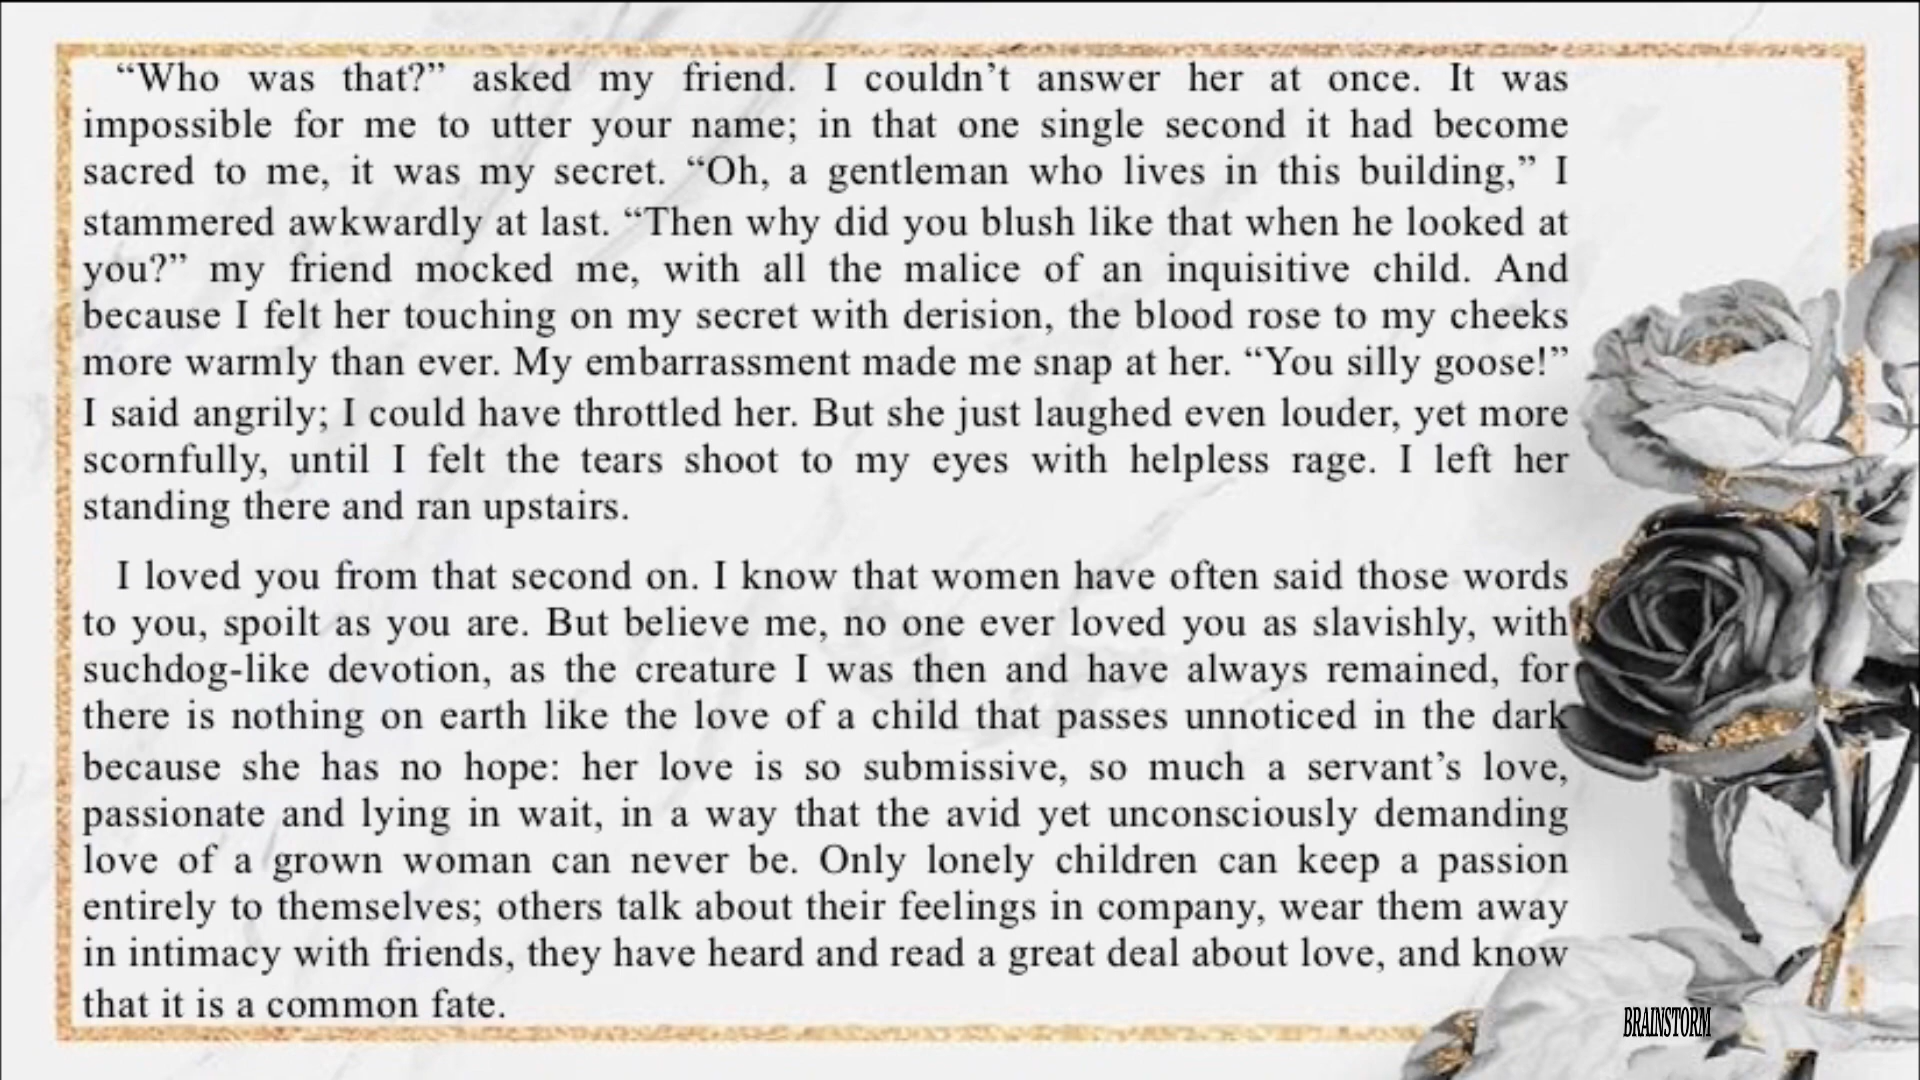 “Who was that?” asked my friend. I couldn’t answer her at once. It was
impossible for me to utter your name; in that one single second it had become
sacred to me, it was my secret. “Oh, a gentleman who lives in this building,” I
stammered awkwardly at last. “Then why did you blush like that when he looked at
you?” my friend mocked me, with all the malice of an inquisitive child. And
because I felt her touching on my secret with derision, the blood rose to my cheeks
more warmly than ever. My embarrassment made me snap at her. “You silly goose!”
I said angrily; I could have throttled her. But she just laughed even louder, yet more
scornfully, until I felt the tears shoot to my eyes with helpless rage. I left her
standing there and ran upstairs.
I loved you from that second on. I know that women have often said those words
to you, spoilt as you are. But believe me, no one ever loved you as slavishly, with
suchdog-like devotion, as the creature I was then and have always remained, for
there is nothing on earth like the love of a child that passes unnoticed in the dark
because she has no hope: her love is so submissive, so much a servant’s love,
passionate and lying in wait, in a way that the avid yet unconsciously demanding
love of a grown woman can never be. Only lonely children can keep a passion
entirely to themselves; others talk about their feelings in company, wear them away
in intimacy with friends, they have heard and read a great deal about love, and know
that it is a common fate.
BRAINSTORM